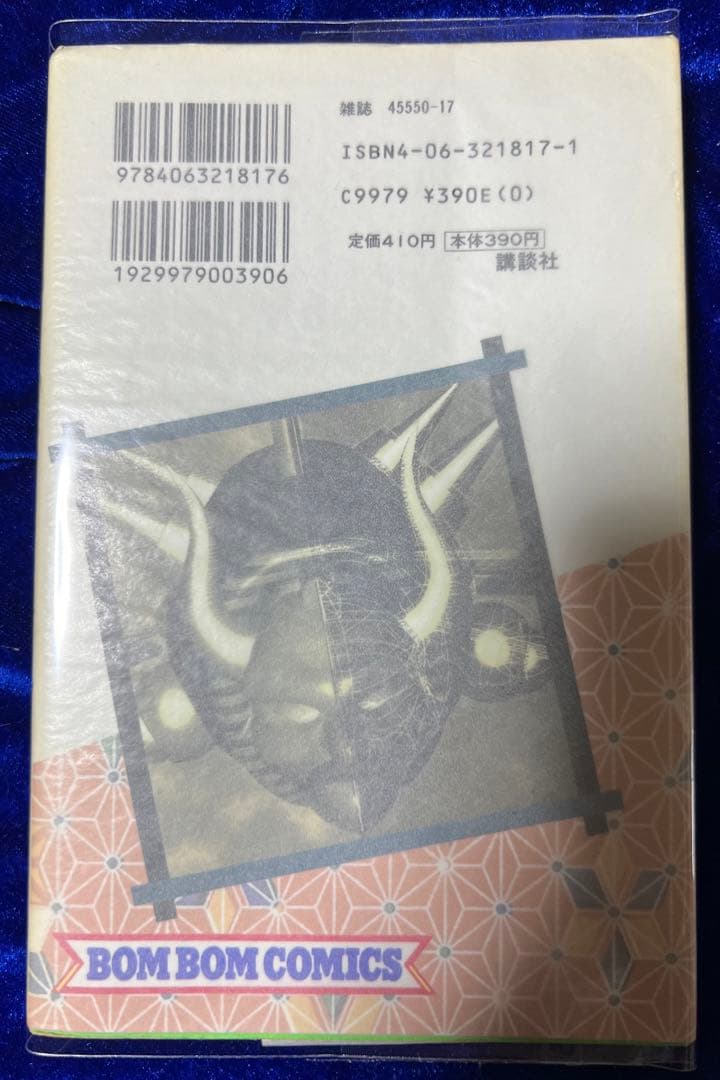 雑誌 45550-17
9784063218176
ISBN4-06-321817-1
C9979 ¥390E(0)
1929979003906
定価410円 本体390円
講談社
BOM BOM COMICS